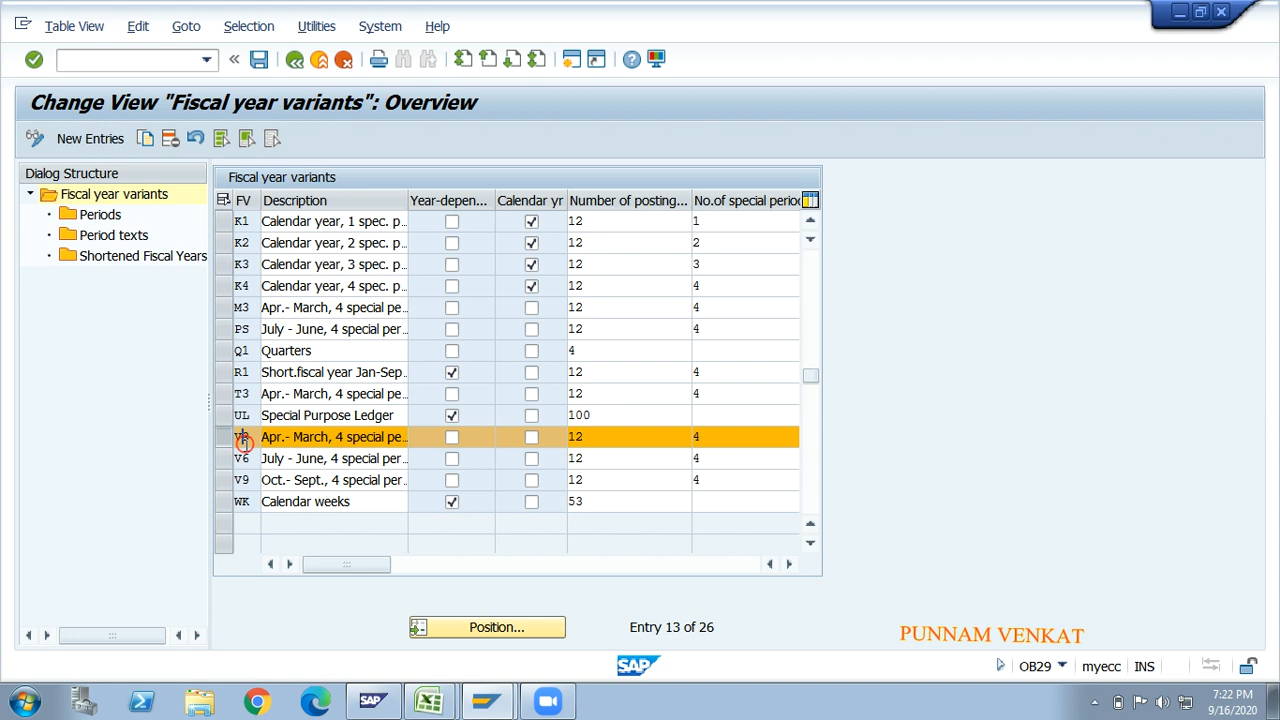 Table View Edit Goto Selection Utilities System Help
Change View "Fiscal year variants": Overview
New Entries
Dialog Structure
Fiscal year variants
Periods
Period texts
Shortened Fiscal Years
Fiscal year variants
FV Description Year-depen... Calendar yr Number of posting... No.of special period
K1 Calendar year, 1 spec. p... 12 1
K2 Calendar year, 2 spec. p... 12 2
K3 Calendar year, 3 spec. p... 12 3
K4 Calendar year, 4 spec. p... 12 4
M3 Apr.- March, 4 special pe... 12 4
PS July - June, 4 special per... 12 4
Q1 Quarters 4
R1 Short.fiscal year Jan-Sep... 12 4
T3 Apr.- March, 4 special pe... 12 4
UL Special Purpose Ledger 100
Apr.- March, 4 special pe... 12 4
V6 July - June, 4 special per... 12 4
V9 Oct.- Sept., 4 special per... 12 4
WK Calendar weeks 53
Position... Entry 13 of 26
PUNNAM VENKAT
SAP
OB29 myecc INS
SAP
7:22 PM
9/16/2020